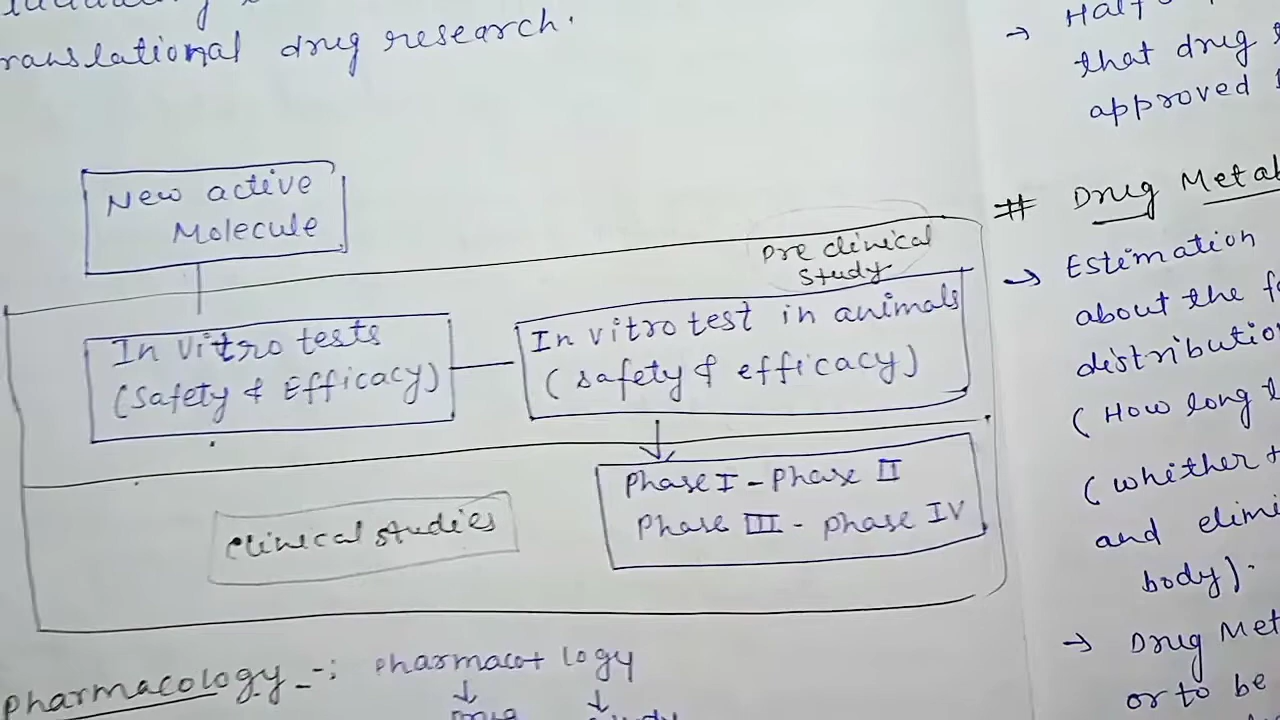 translational drug research.
New active
Molecule
Pre clinical
study
In vitro tests
(Safety & Efficacy)
In vitro test in animals
(safety & efficacy)
Phase I - Phase II
Phase III - phase IV
clinical studies
Pharmacology -: Pharmacot logy
↓ ↓
Drug
→ Half
that drug
approved
# Drug Metab
→ Estimation
about the
distribution
(How long
(whither
and elimi
body).
→ Drug Met
or to be